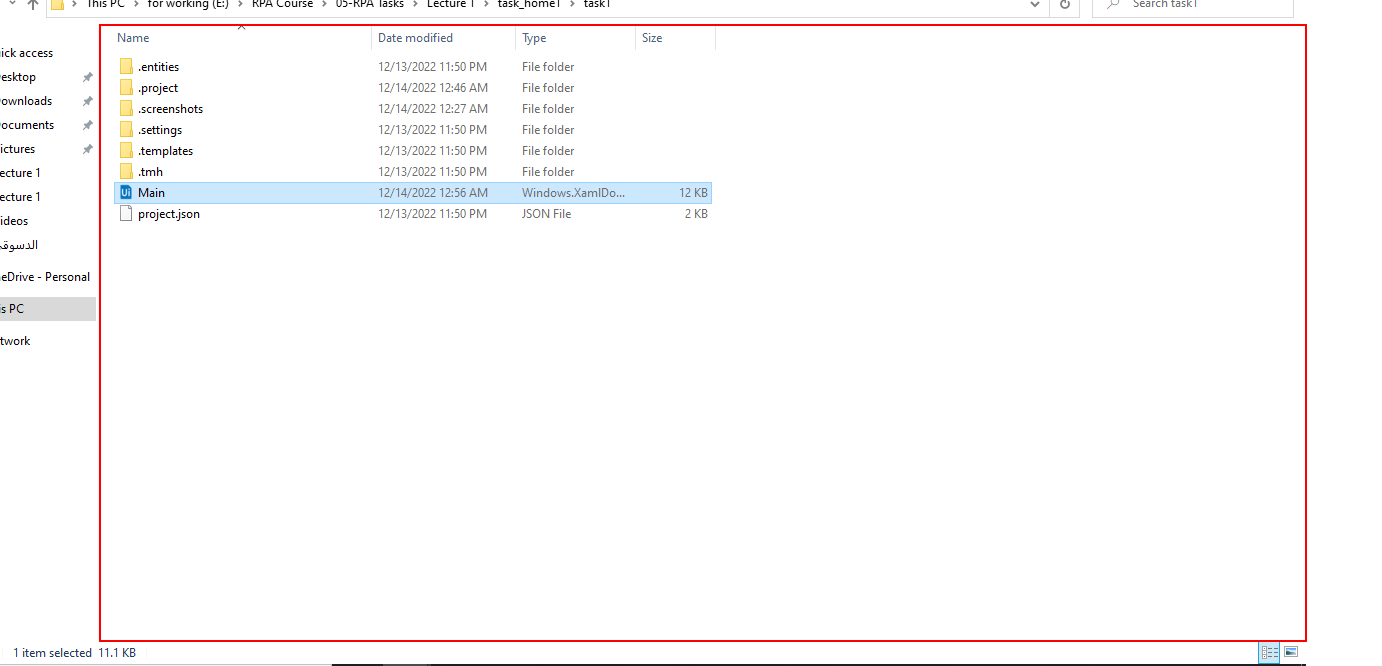 This PC > for working (E:) > RPA Course > 05-RPA Tasks > Lecture 1 > task_home1 > task1
Search task1
Name Date modified Type Size
ick access
esktop
ownloads
ocuments
ictures
ecture 1
ecture 1
ideos
الدسوقي
eDrive - Personal
is PC
twork
.entities 12/13/2022 11:50 PM File folder
.project 12/14/2022 12:46 AM File folder
.screenshots 12/14/2022 12:27 AM File folder
.settings 12/13/2022 11:50 PM File folder
.templates 12/13/2022 11:50 PM File folder
.tmh 12/13/2022 11:50 PM File folder
Ui Main 12/14/2022 12:56 AM Windows.XamlDo... 12 KB
project.json 12/13/2022 11:50 PM JSON File 2 KB
1 item selected 11.1 KB